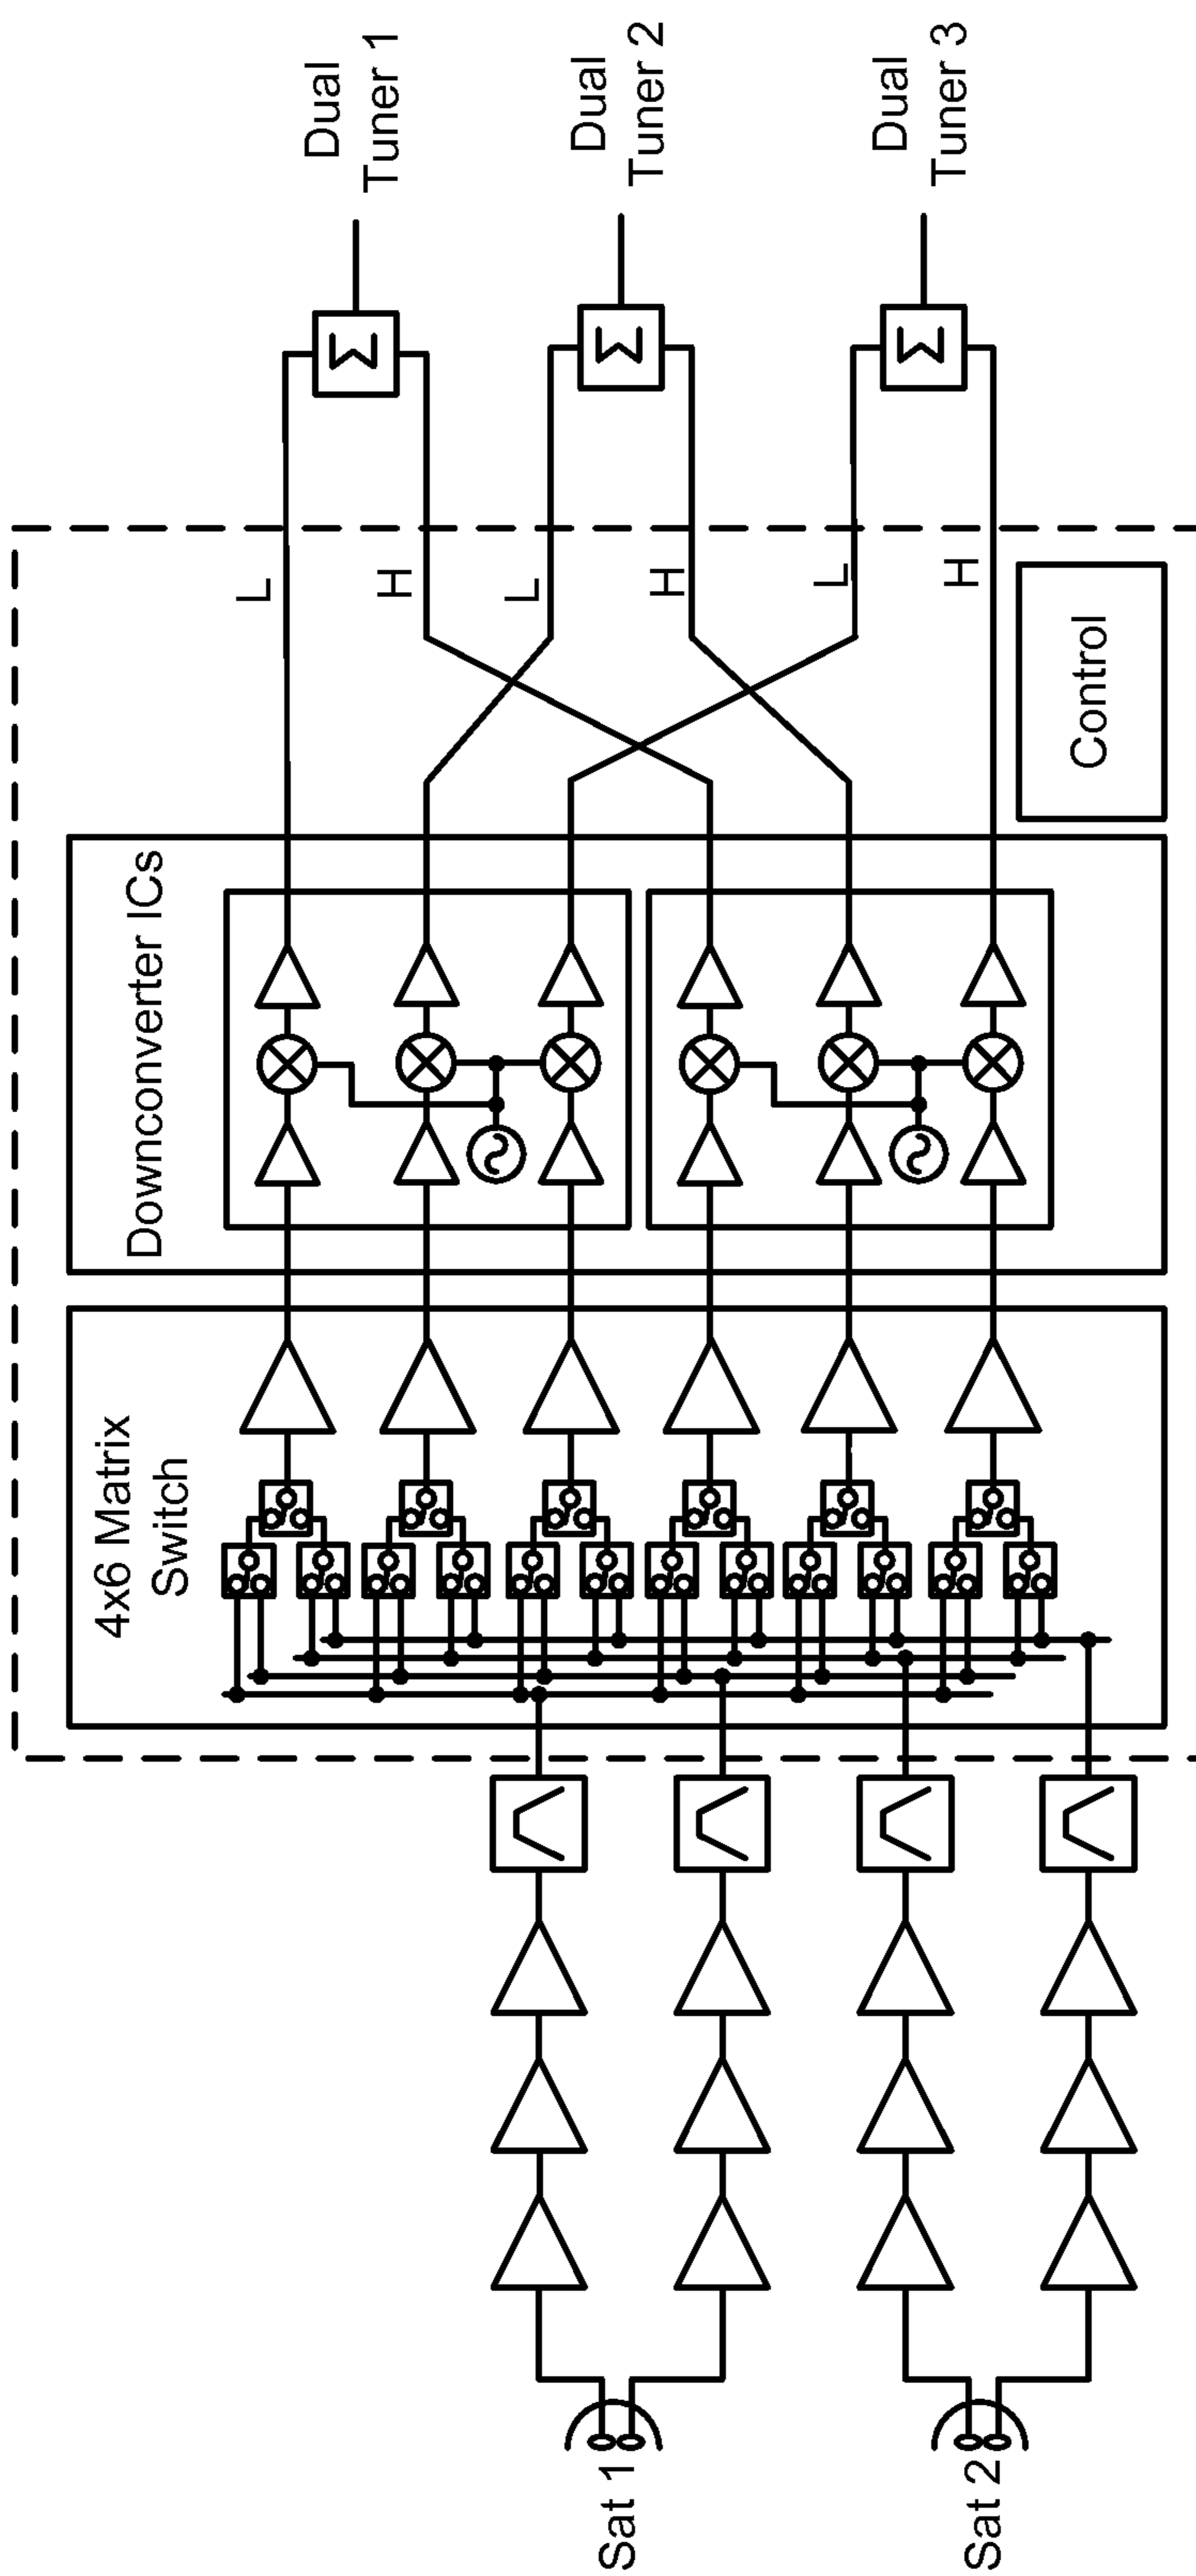 Sat 1
Sat 2
4x6 Matrix
Switch
Downconverter ICs
Control
L
H
L
H
L
H
Σ
Σ
Σ
Dual
Tuner 1
Dual
Tuner 2
Dual
Tuner 3